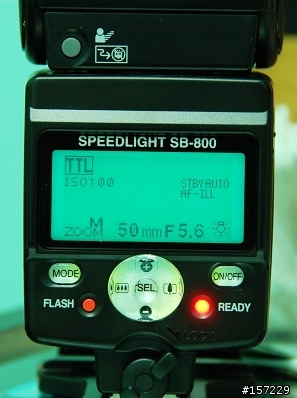 SPEEDLIGHT SB-800
TTL
ISO100
STBY AUTO
AF-ILL
M
ZOOM 50mm F5.6
MODE
ON/OFF
SEL
FLASH
READY
LOCK
#157229